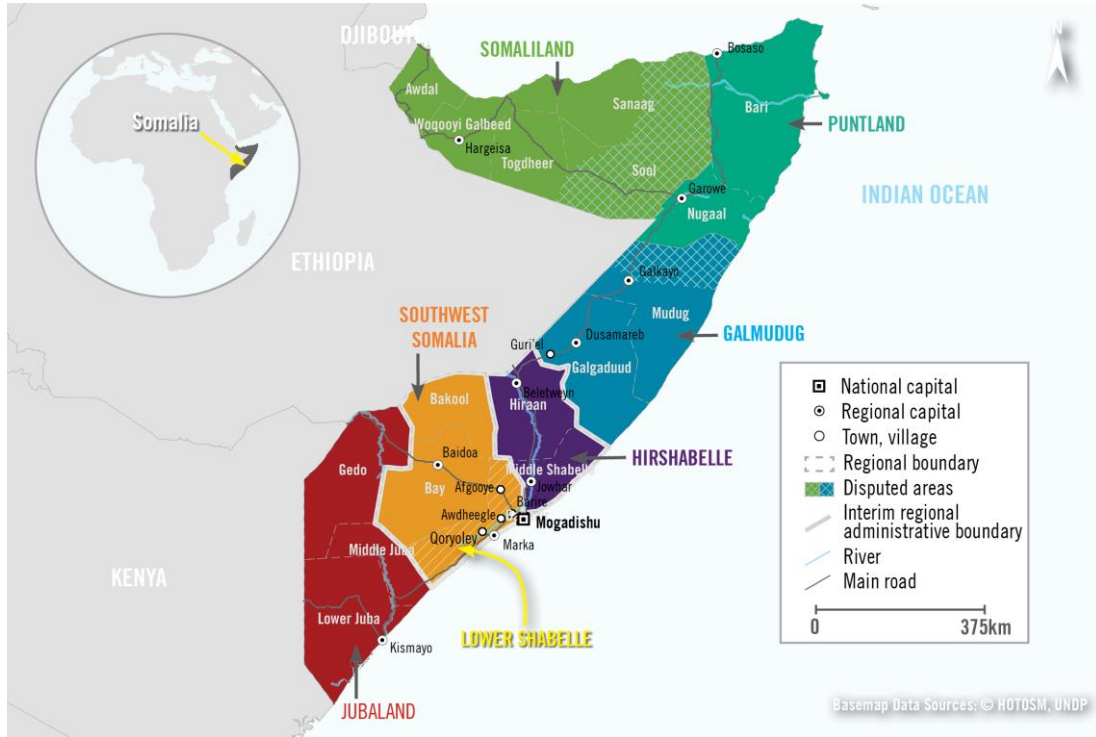 DJIBOUT
SOMALILAND
Bosaso
N
Awdal
Sanaag
Bari
Somalia
Woqooyi Galbeed
PUNTLAND
Hargeisa
Togdheer
Sool
Garowe
INDIAN OCEAN
Nugaal
ETHIOPIA
Galkayo
SOUTHWEST
SOMALIA
Mudug
Guri'el
Dusamareb
GALMUDUG
Galgaduud
Beletweyn
Bakool
Hiraan
Baidoa
HIRSHABELLE
Gedo
Middle Shabelle
Bay
Afgooye
Jowhar
Barire
Awdheegle
Mogadishu
Qoryoley
Marka
Middle Juba
KENYA
Lower Juba
LOWER SHABELLE
Kismayo
JUBALAND
National capital
Regional capital
Town, village
Regional boundary
Disputed areas
Interim regional
administrative boundary
River
Main road
0 375km
Basemap Data Sources: © HOTOSM, UNDP